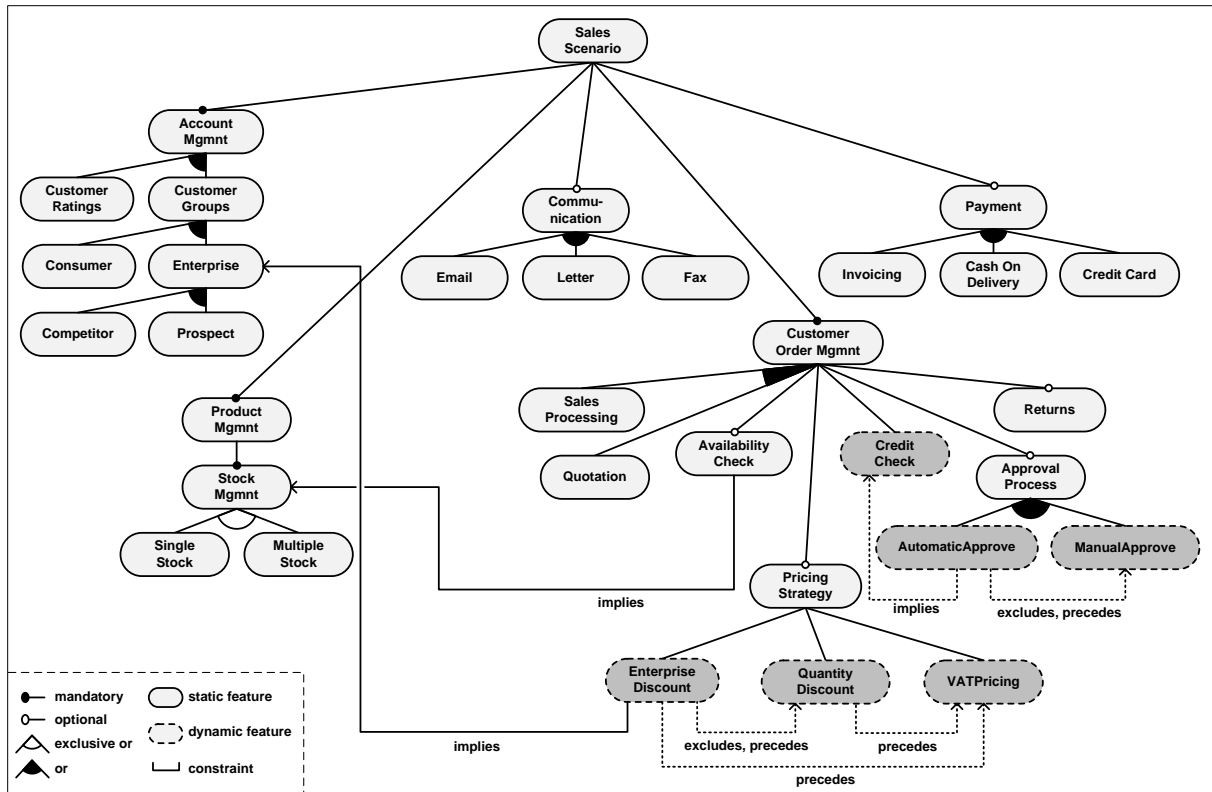 Sales
Scenario
Account
Mgmnt
Customer
Ratings
Customer
Groups
Commu-
nication
Payment
Consumer
Enterprise
Email
Letter
Fax
Invoicing
Cash On
Delivery
Credit Card
Competitor
Prospect
Customer
Order Mgmnt
Product
Mgmnt
Sales
Processing
Returns
Availability
Check
Credit
Check
Quotation
Approval
Process
Stock
Mgmnt
Single
Stock
Multiple
Stock
AutomaticApprove
ManualApprove
Pricing
Strategy
implies
implies
excludes, precedes
Enterprise
Discount
Quantity
Discount
VATPricing
implies
excludes, precedes
precedes
precedes
mandatory
optional
exclusive or
or
static feature
dynamic feature
constraint